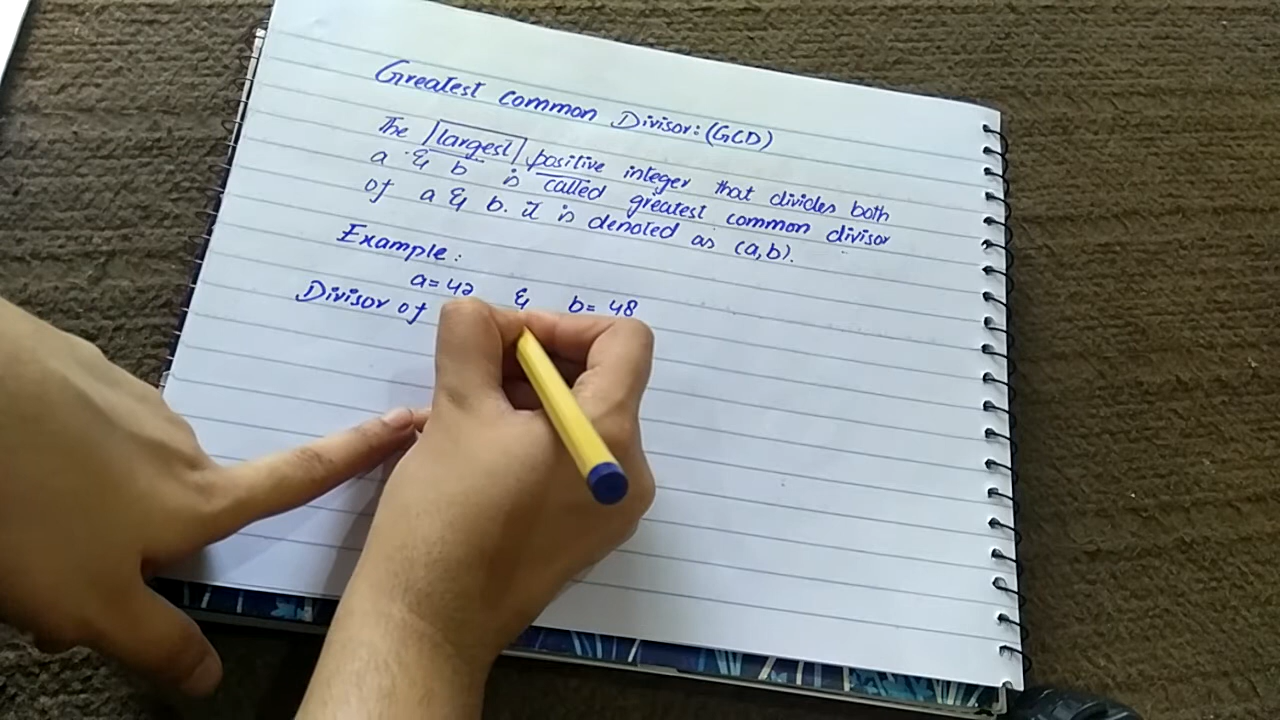 Greatest Common Divisor:(GCD)
The largest positive integer that divides both
a & b is called greatest common divisor
of a & b. it is denoted as (a,b).
Example:
a=42 & b= 48
Divisor of